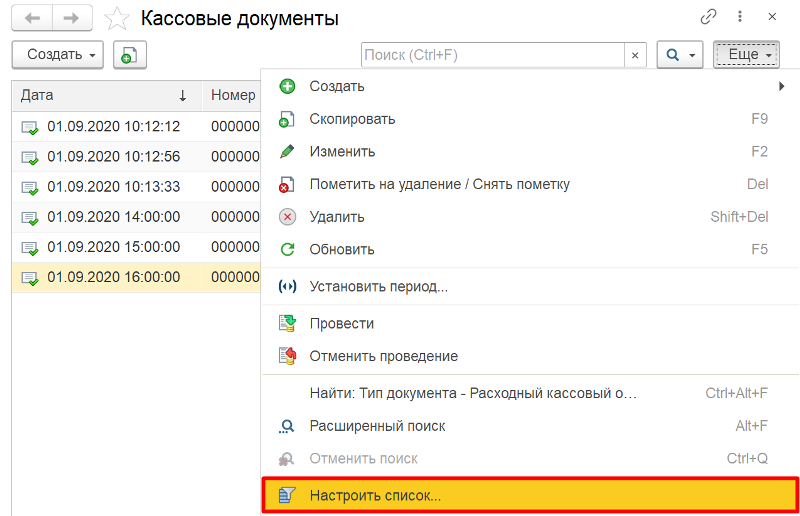 Кассовые документы
Создать
Поиск (Ctrl+F)
×
Еще
Дата ↓ Номер
01.09.2020 10:12:12 000000
01.09.2020 10:12:56 000000
01.09.2020 10:13:33 000000
01.09.2020 14:00:00 000000
01.09.2020 15:00:00 000000
01.09.2020 16:00:00 000000
Создать
Скопировать F9
Изменить F2
Пометить на удаление / Снять пометку Del
Удалить Shift+Del
Обновить F5
Установить период...
Провести
Отменить проведение
Найти: Тип документа - Расходный кассовый о... Ctrl+Alt+F
Расширенный поиск Alt+F
Отменить поиск Ctrl+Q
Настроить список...